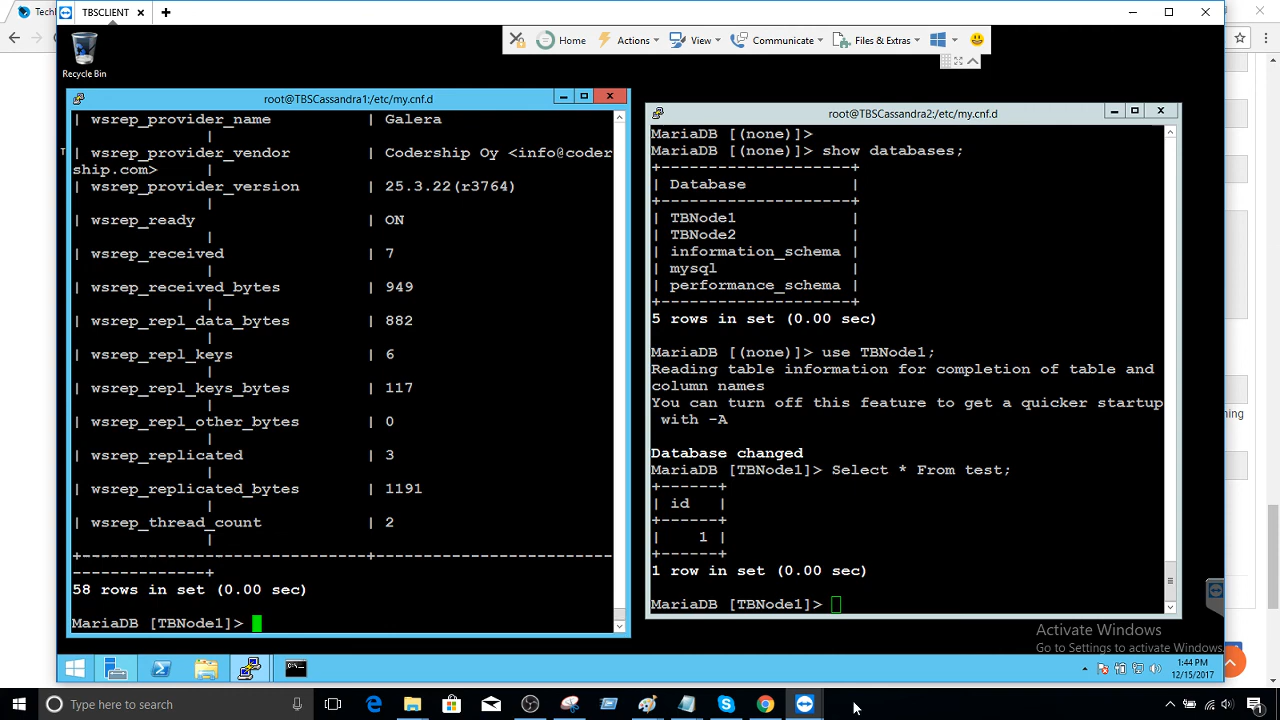 Tech
TBSCLIENT
Home
Actions
View
Communicate
Files & Extras
Recycle Bin
root@TBSCassandra1:/etc/my.cnf.d
| wsrep_provider_name | Galera
|
| wsrep_provider_vendor | Codership Oy <info@coder
ship.com> |
| wsrep_provider_version | 25.3.22(r3764)
|
| wsrep_ready | ON
|
| wsrep_received | 7
|
| wsrep_received_bytes | 949
|
| wsrep_repl_data_bytes | 882
|
| wsrep_repl_keys | 6
|
| wsrep_repl_keys_bytes | 117
|
| wsrep_repl_other_bytes | 0
|
| wsrep_replicated | 3
|
| wsrep_replicated_bytes | 1191
|
| wsrep_thread_count | 2
|
+-------------------------------+-------------------------
---------------+
58 rows in set (0.00 sec)
MariaDB [TBNode1]>
root@TBSCassandra2:/etc/my.cnf.d
MariaDB [(none)]>
MariaDB [(none)]> show databases;
+--------------------+
| Database |
+--------------------+
| TBNode1 |
| TBNode2 |
| information_schema |
| mysql |
| performance_schema |
+--------------------+
5 rows in set (0.00 sec)
MariaDB [(none)]> use TBNode1;
Reading table information for completion of table and
column names
You can turn off this feature to get a quicker startup
with -A
Database changed
MariaDB [TBNode1]> Select * From test;
+------+
| id |
+------+
| 1 |
+------+
1 row in set (0.00 sec)
MariaDB [TBNode1]>
Activate Windows
Go to Settings to activate Windows
1:44 PM
12/15/2017
Type here to search
1:44 PM
12/15/2017